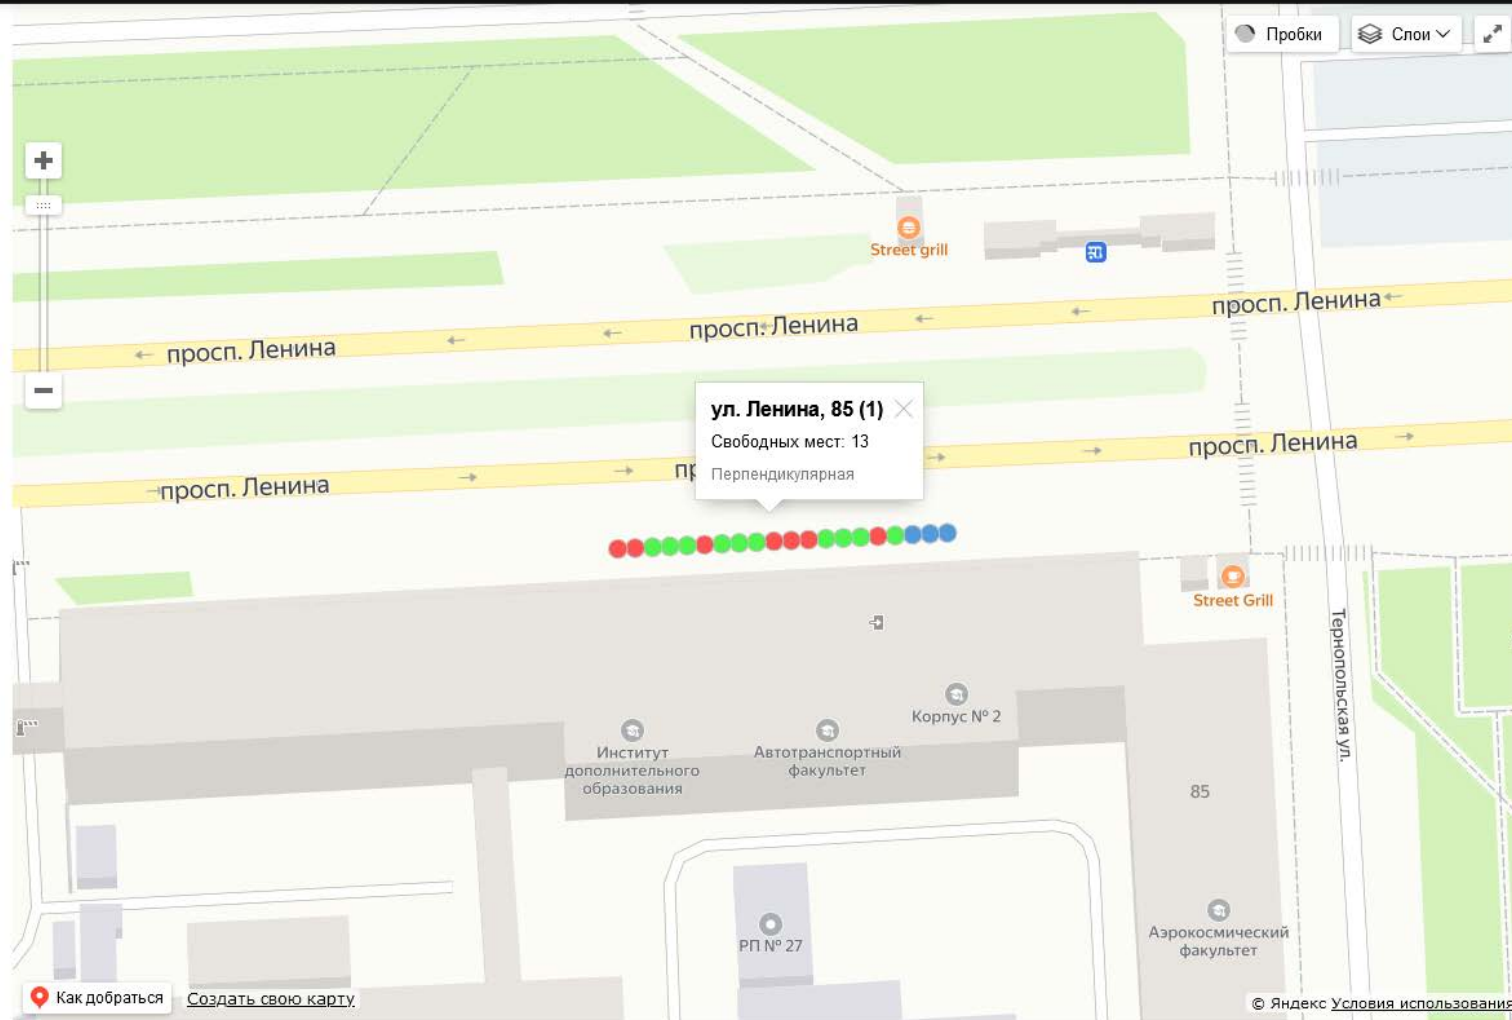 Пробки
Слои
Street grill
просп. Ленина
просп. Ленина
просп. Ленина
ул. Ленина, 85 (1)
Свободных мест: 13
Перпендикулярная
просп. Ленина
пр
просп. Ленина
Street Grill
Тернопольская ул.
Корпус № 2
Институт
дополнительного
образования
Автотранспортный
факультет
85
Аэрокосмический
факультет
РП № 27
Как добраться
Создать свою карту
© Яндекс Условия использования